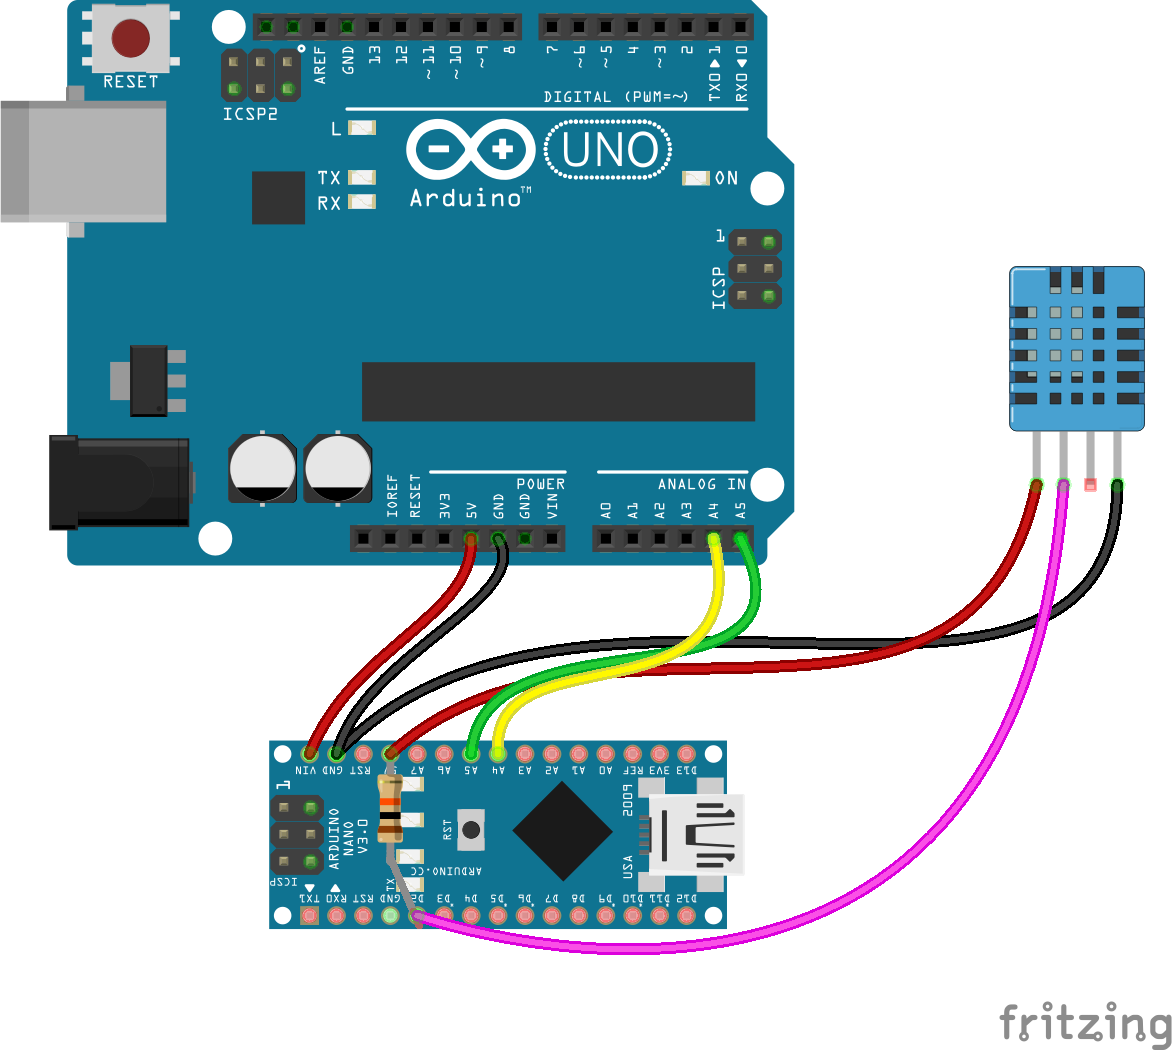 RESET
ICSP2
AREF
GND
13
12
~11
~10
~9
8
7
~6
~5
4
~3
2
TX0 1
RX0 0
DIGITAL (PWM=~)
L
TX
RX
UNO
Arduino™
ON
1
ICSP
POWER
ANALOG IN
IOREF
RESET
3V3
5V
GND
GND
VIN
A0
A1
A2
A3
A4
A5
VIN
GND
RST
A7
A6
A5
A4
A3
A2
A1
A0
REF
3V3
D13
1
ARDUINO
NANO
V3.0
ICSP
RST
ARDUINO.CC
TX
USA
TX1
RX0
RST
GND
D2
D3
D4
D5
D6
D7
D8
D9
D10
D11
D12
fritzing